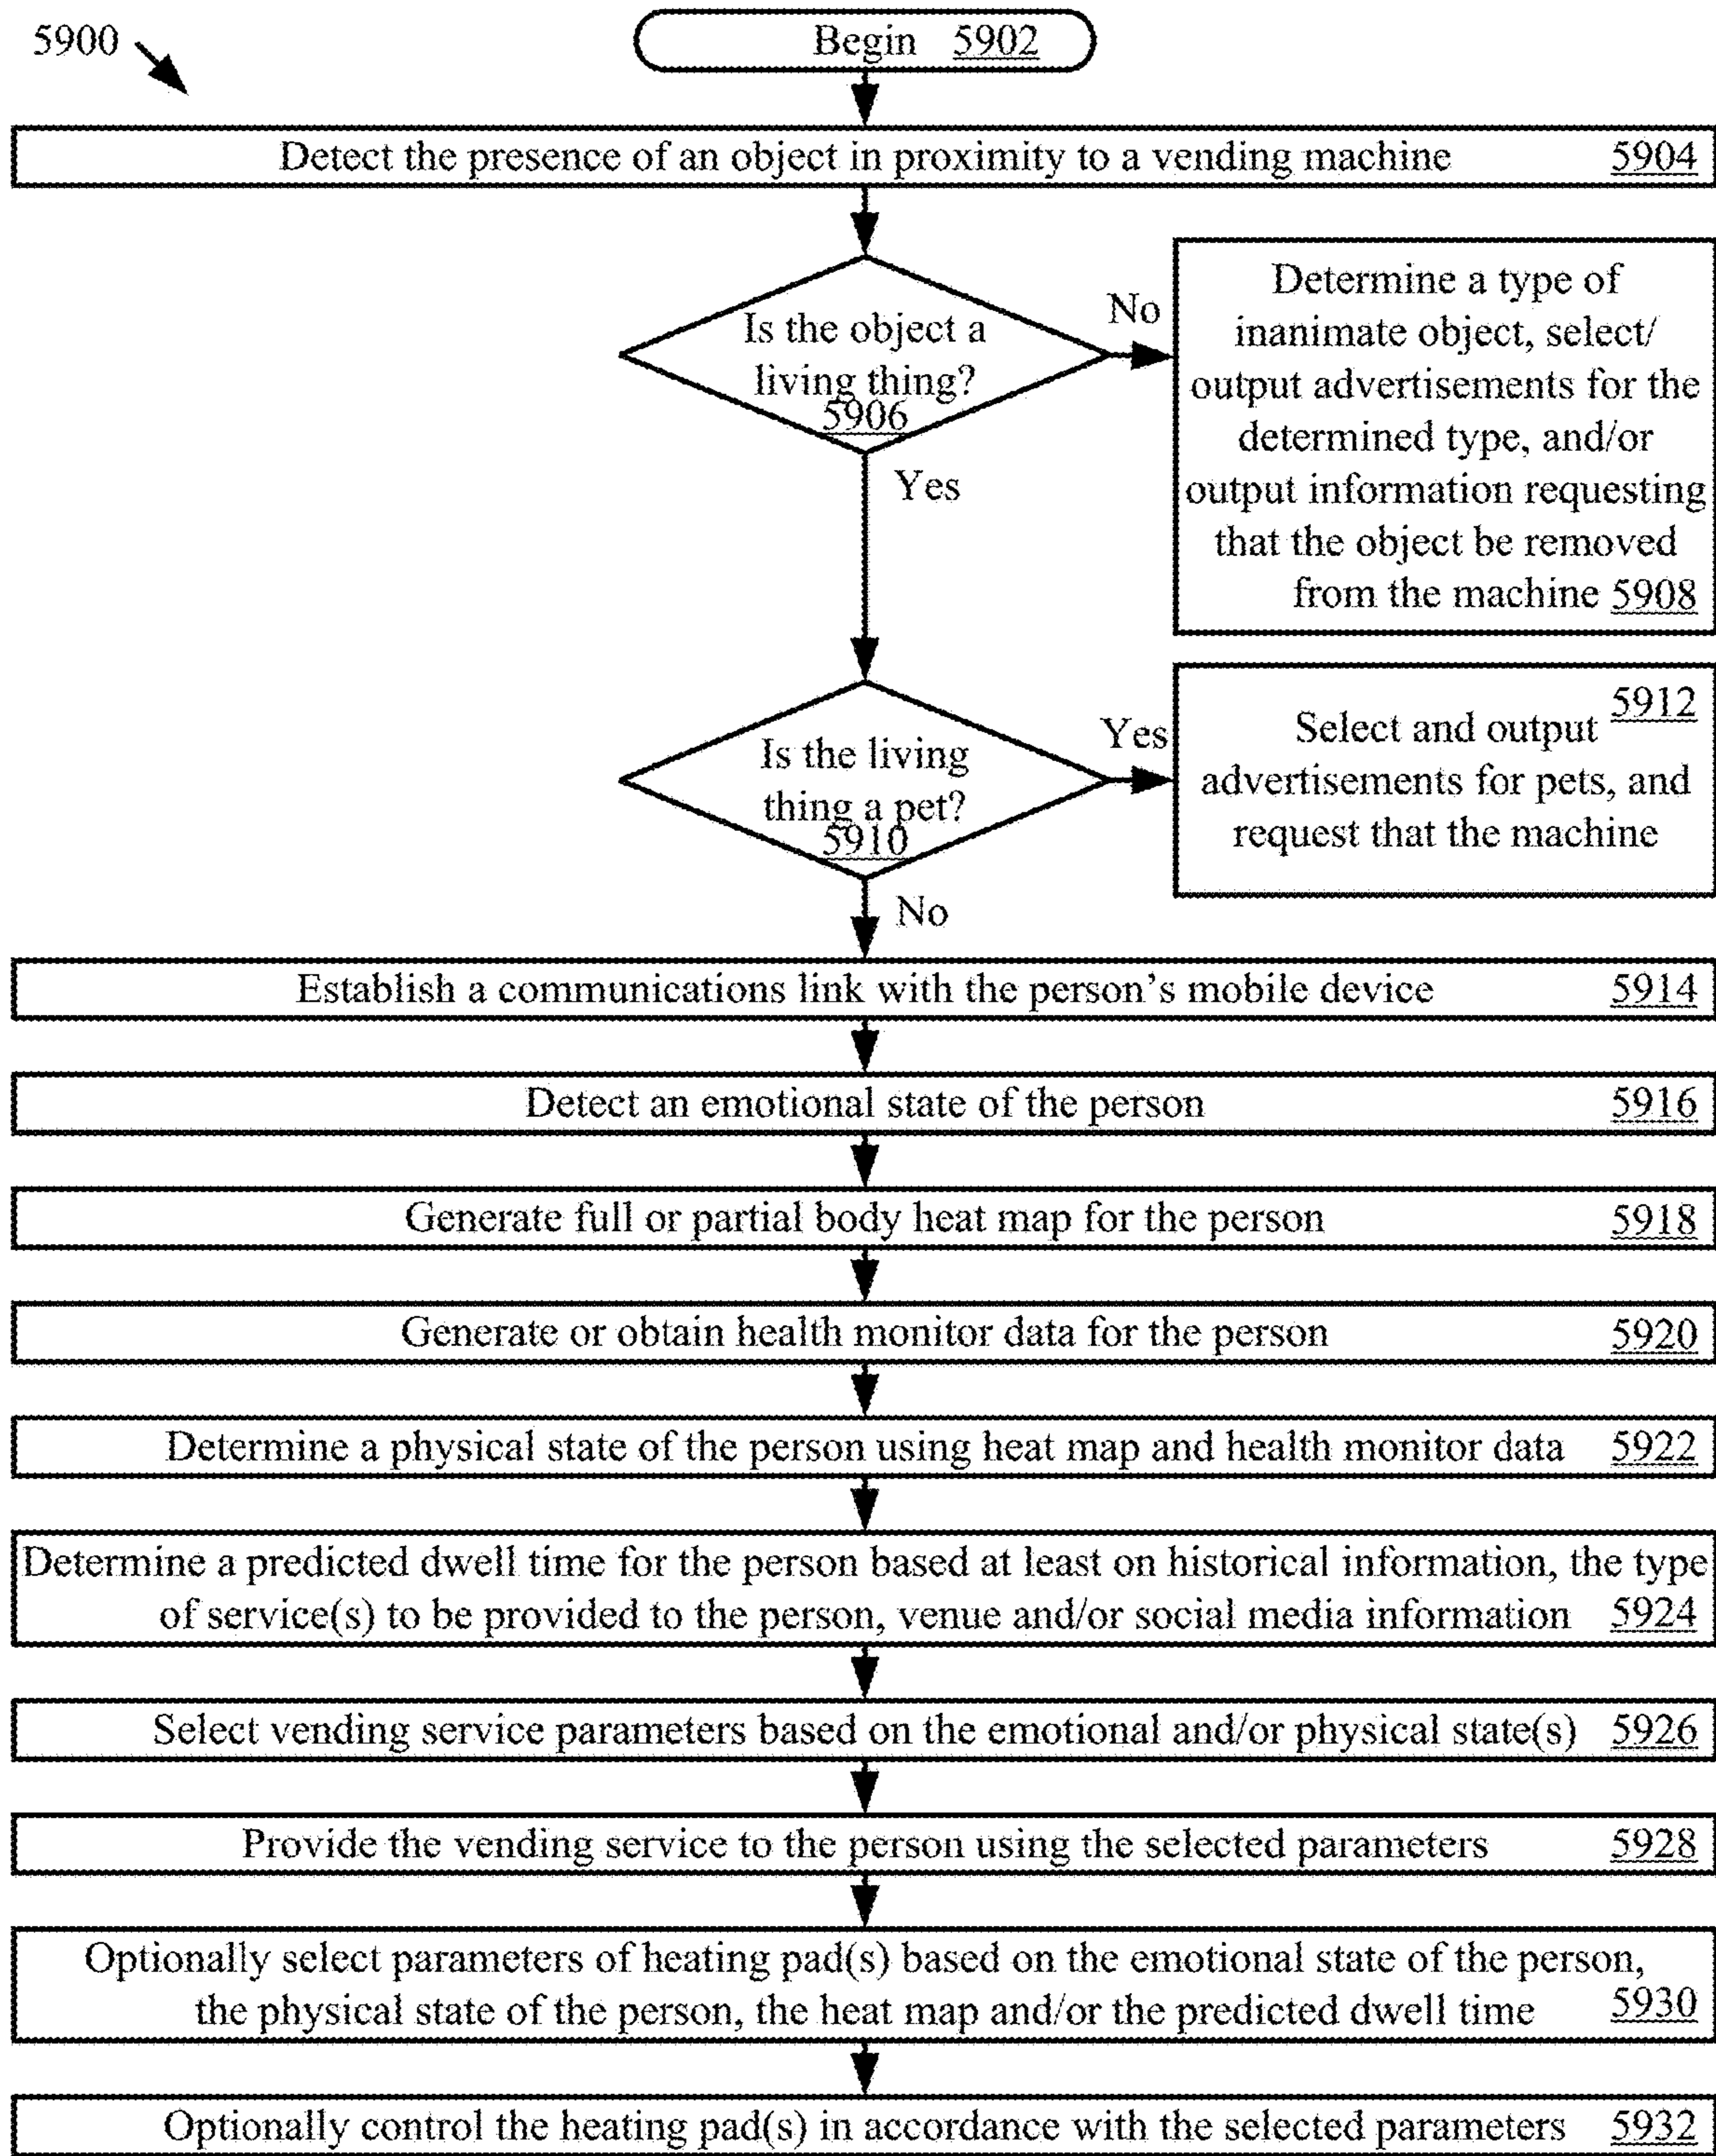 5900
Begin 5902
Detect the presence of an object in proximity to a vending machine 5904
Is the object a
living thing?
5906
No
Yes
Determine a type of
inanimate object, select/
output advertisements for the
determined type, and/or
output information requesting
that the object be removed
from the machine 5908
Is the living
thing a pet?
5910
Yes
No
5912
Select and output
advertisements for pets, and
request that the machine
Establish a communications link with the person's mobile device 5914
Detect an emotional state of the person 5916
Generate full or partial body heat map for the person 5918
Generate or obtain health monitor data for the person 5920
Determine a physical state of the person using heat map and health monitor data 5922
Determine a predicted dwell time for the person based at least on historical information, the type
of service(s) to be provided to the person, venue and/or social media information 5924
Select vending service parameters based on the emotional and/or physical state(s) 5926
Provide the vending service to the person using the selected parameters 5928
Optionally select parameters of heating pad(s) based on the emotional state of the person,
the physical state of the person, the heat map and/or the predicted dwell time 5930
Optionally control the heating pad(s) in accordance with the selected parameters 5932